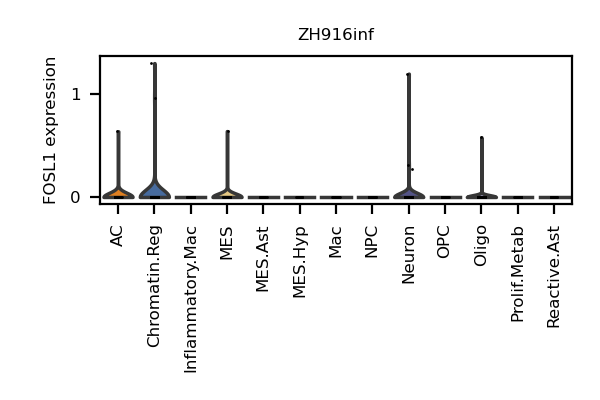 ZH916inf
FOSL1 expression
1
0
AC
Chromatin.Reg
Inflammatory.Mac
MES
MES.Ast
MES.Hyp
Mac
NPC
Neuron
OPC
Oligo
Prolif.Metab
Reactive.Ast